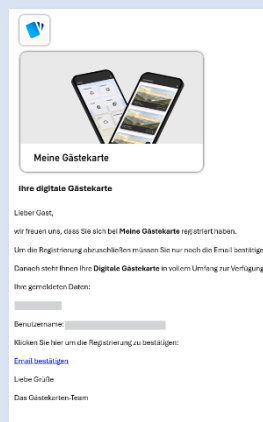 Meine Gästekarte
Ihre digitale Gästekarte
Lieber Gast,
wir freuen uns, dass Sie sich bei Meine Gästekarte registriert haben.
Um die Registrierung abzuschließen müssen Sie nur noch die Email bestätigen
Danach steht Ihnen Ihre Digitale Gästekarte in vollem Umfang zur Verfügung
Ihre gemeldeten Daten:
Benutzername:
Klicken Sie hier um die Registrierung zu bestätigen:
Email bestätigen
Liebe Grüße
Das Gästekarten-Team